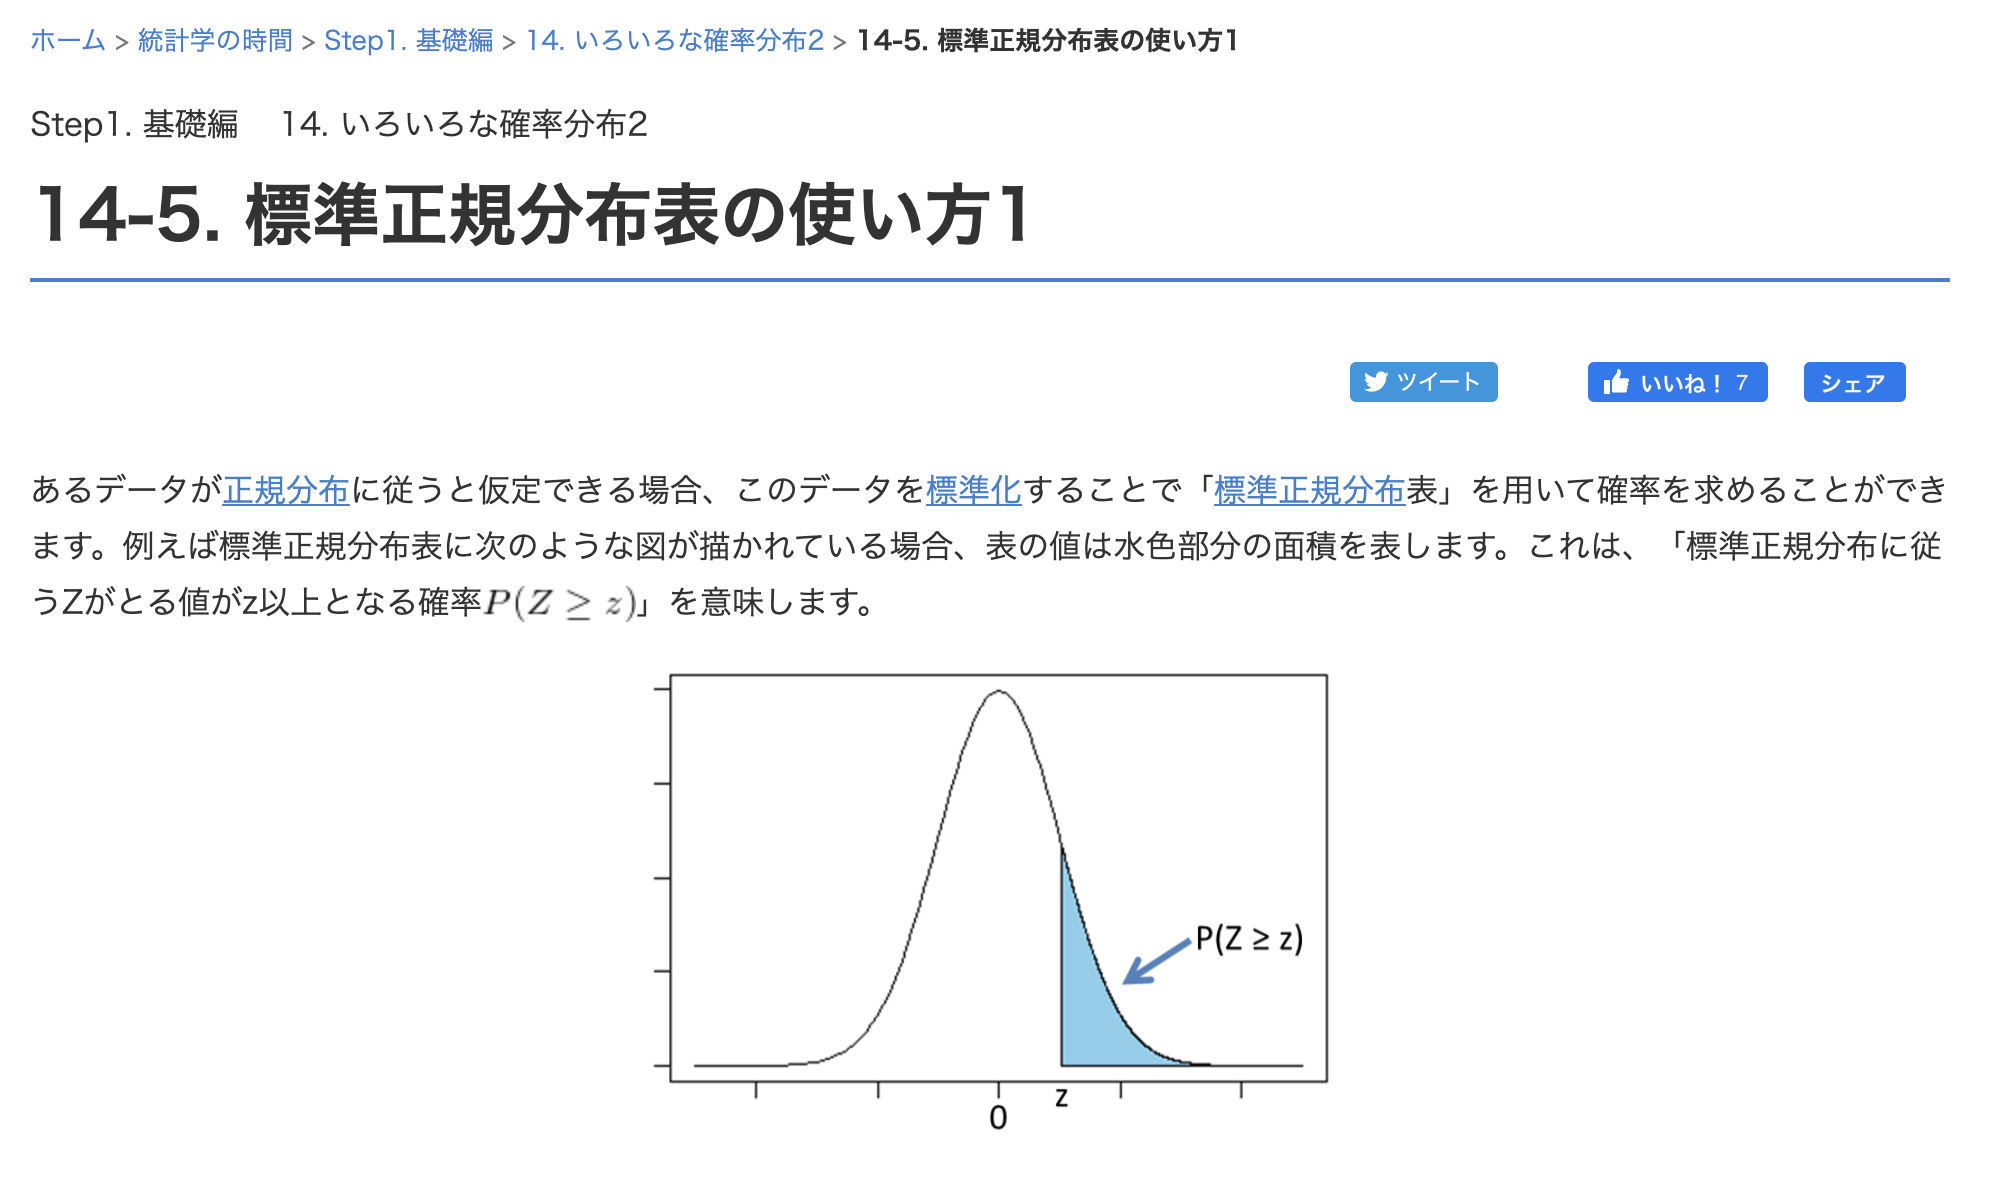 ホーム > 統計学の時間 > Step1. 基礎編 > 14. いろいろな確率分布2 > 14-5. 標準正規分布表の使い方1
Step1. 基礎編　14. いろいろな確率分布2
14-5. 標準正規分布表の使い方1
ツイート
いいね！ 7
シェア
あるデータが正規分布に従うと仮定できる場合、このデータを標準化することで「標準正規分布表」を用いて確率を求めることができ
ます。例えば標準正規分布表に次のような図が描かれている場合、表の値は水色部分の面積を表します。これは、「標準正規分布に従
うZがとる値がz以上となる確率P(Z ≥ z)」を意味します。
P(Z ≥ z)
z
0